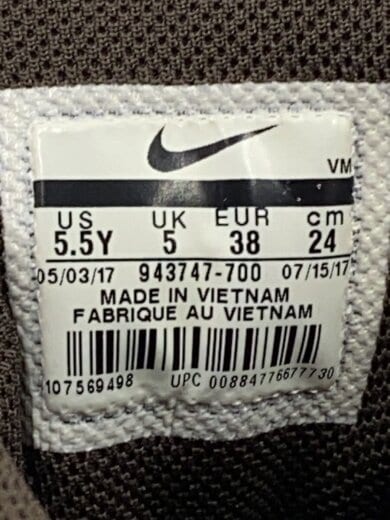 VM
US UK EUR cm
5.5Y 5 38 24
05/03/17 943747-700 07/15/17
MADE IN VIETNAM
FABRIQUE AU VIETNAM
107569498 UPC 00884776677730